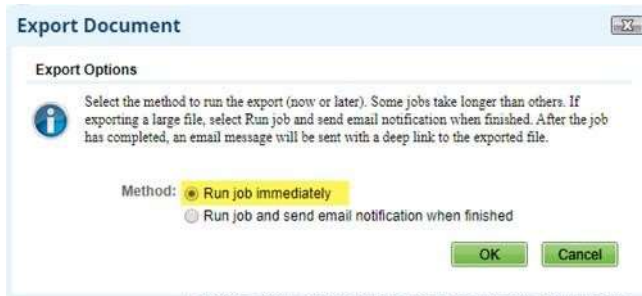 Export Document
Export Options
Select the method to run the export (now or later). Some jobs take longer than others. If
exporting a large file, select Run job and send email notification when finished. After the job
has completed, an email message will be sent with a deep link to the exported file.
Method: Run job immediately
Run job and send email notification when finished
OK Cancel